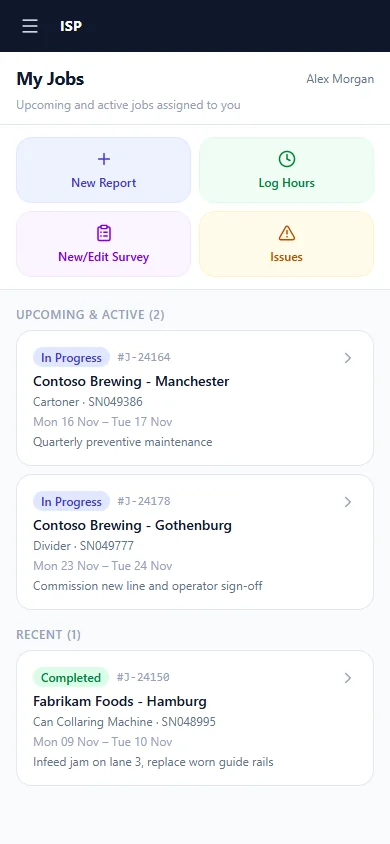 ISP
My Jobs
Alex Morgan
Upcoming and active jobs assigned to you
New Report
Log Hours
New/Edit Survey
Issues
UPCOMING & ACTIVE (2)
In Progress #J-24164
Contoso Brewing - Manchester
Cartoner · SN049386
Mon 16 Nov – Tue 17 Nov
Quarterly preventive maintenance
In Progress #J-24178
Contoso Brewing - Gothenburg
Divider · SN049777
Mon 23 Nov – Tue 24 Nov
Commission new line and operator sign-off
RECENT (1)
Completed #J-24150
Fabrikam Foods - Hamburg
Can Collaring Machine · SN048995
Mon 09 Nov – Tue 10 Nov
Infeed jam on lane 3, replace worn guide rails